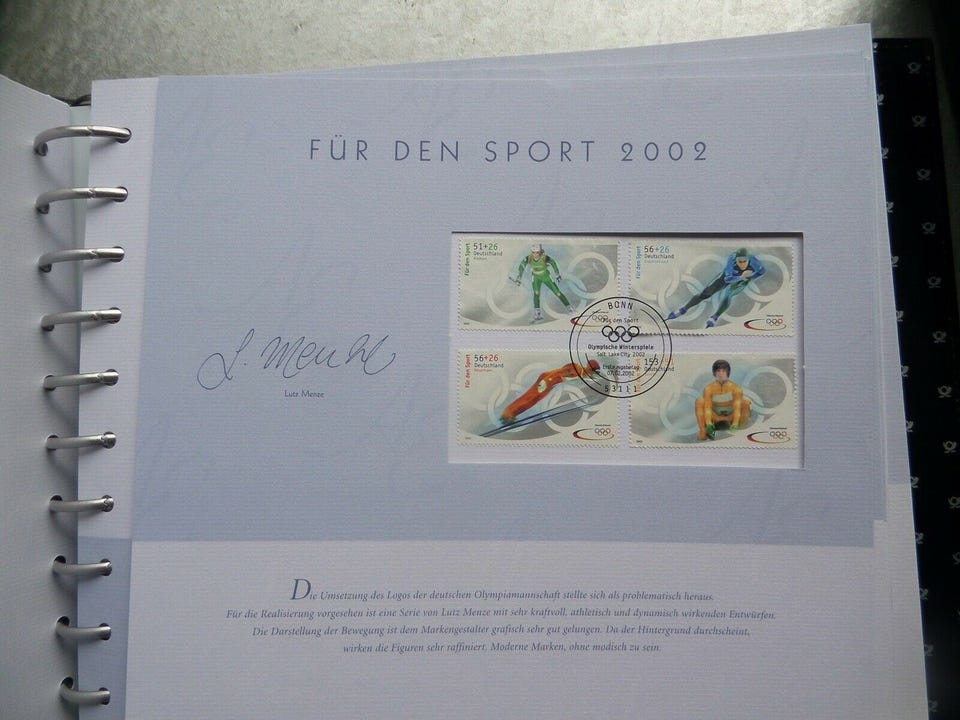 FÜR DEN SPORT 2002
Für den Sport
51+26
Deutschland
56+26
Deutschland
Für den Sport
56+26
Deutschland
Für den Sport
153
Deutschland
BONN
Für den Sport
Olympische Winterspiele
Salt Lake City 2002
Erstausgabetag
07.02.2002
53111
L. Menze
Lutz Menze
Die Umsetzung des Logos der deutschen Olympiamannschaft stellte sich als problematisch heraus.
Für die Realisierung vorgesehen ist eine Serie von Lutz Menze mit sehr kraftvoll, athletisch und dynamisch wirkenden Entwürfen.
Die Darstellung der Bewegung ist dem Markengestalter grafisch sehr gut gelungen. Da der Hintergrund durchscheint,
wirken die Figuren sehr raffiniert. Moderne Marken, ohne modisch zu sein.